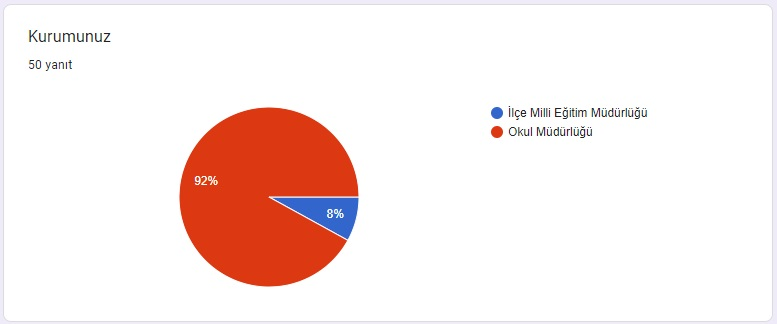 Kurumunuz
50 yanıt
İlçe Milli Eğitim Müdürlüğü
Okul Müdürlüğü
92%
8%